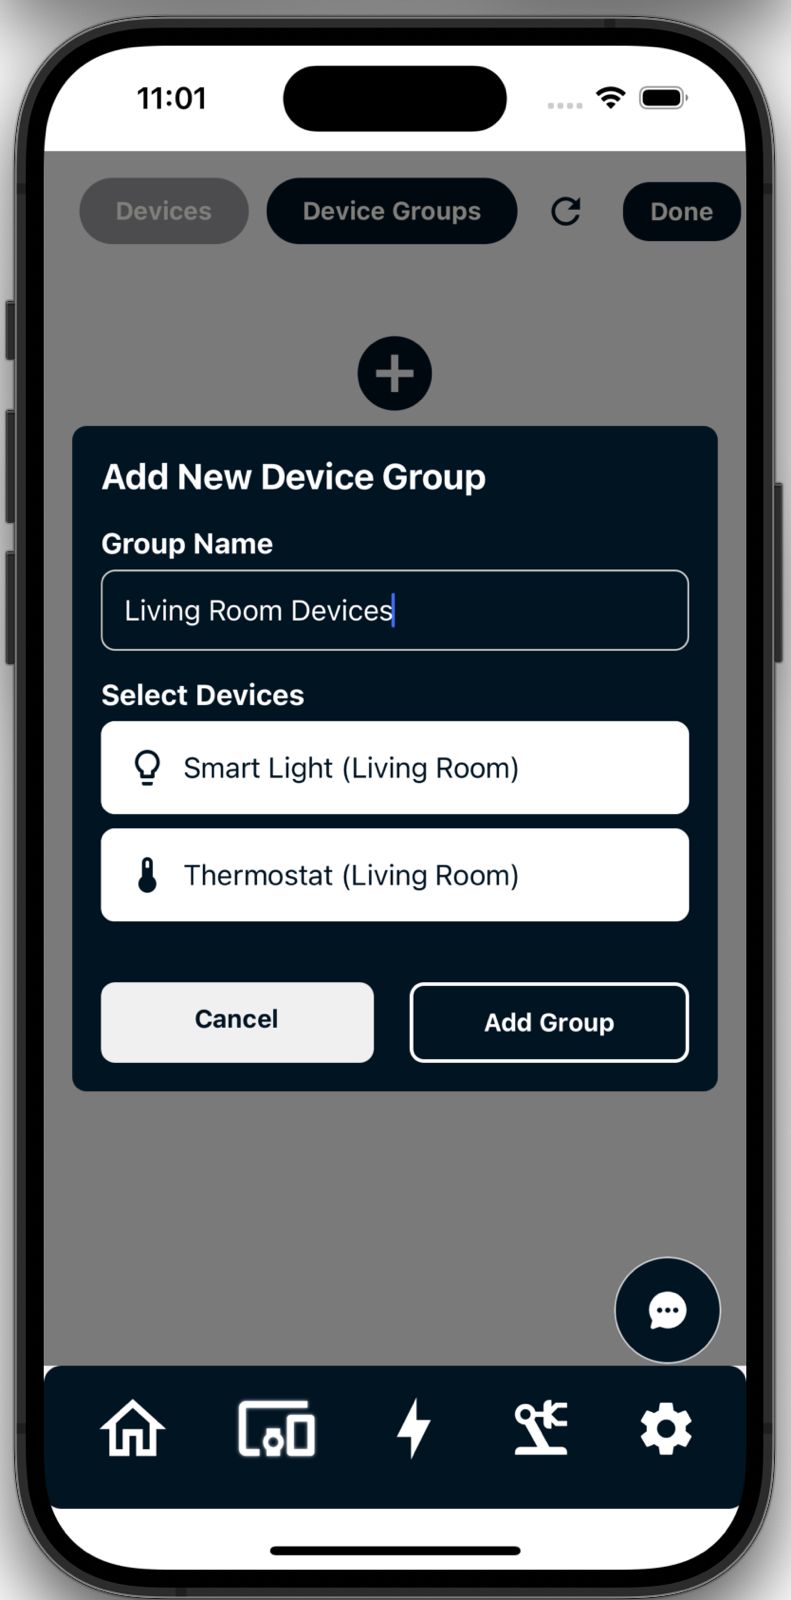 11:01
Devices
Device Groups
Done
Add New Device Group
Group Name
Living Room Devices
Select Devices
Smart Light (Living Room)
Thermostat (Living Room)
Cancel
Add Group